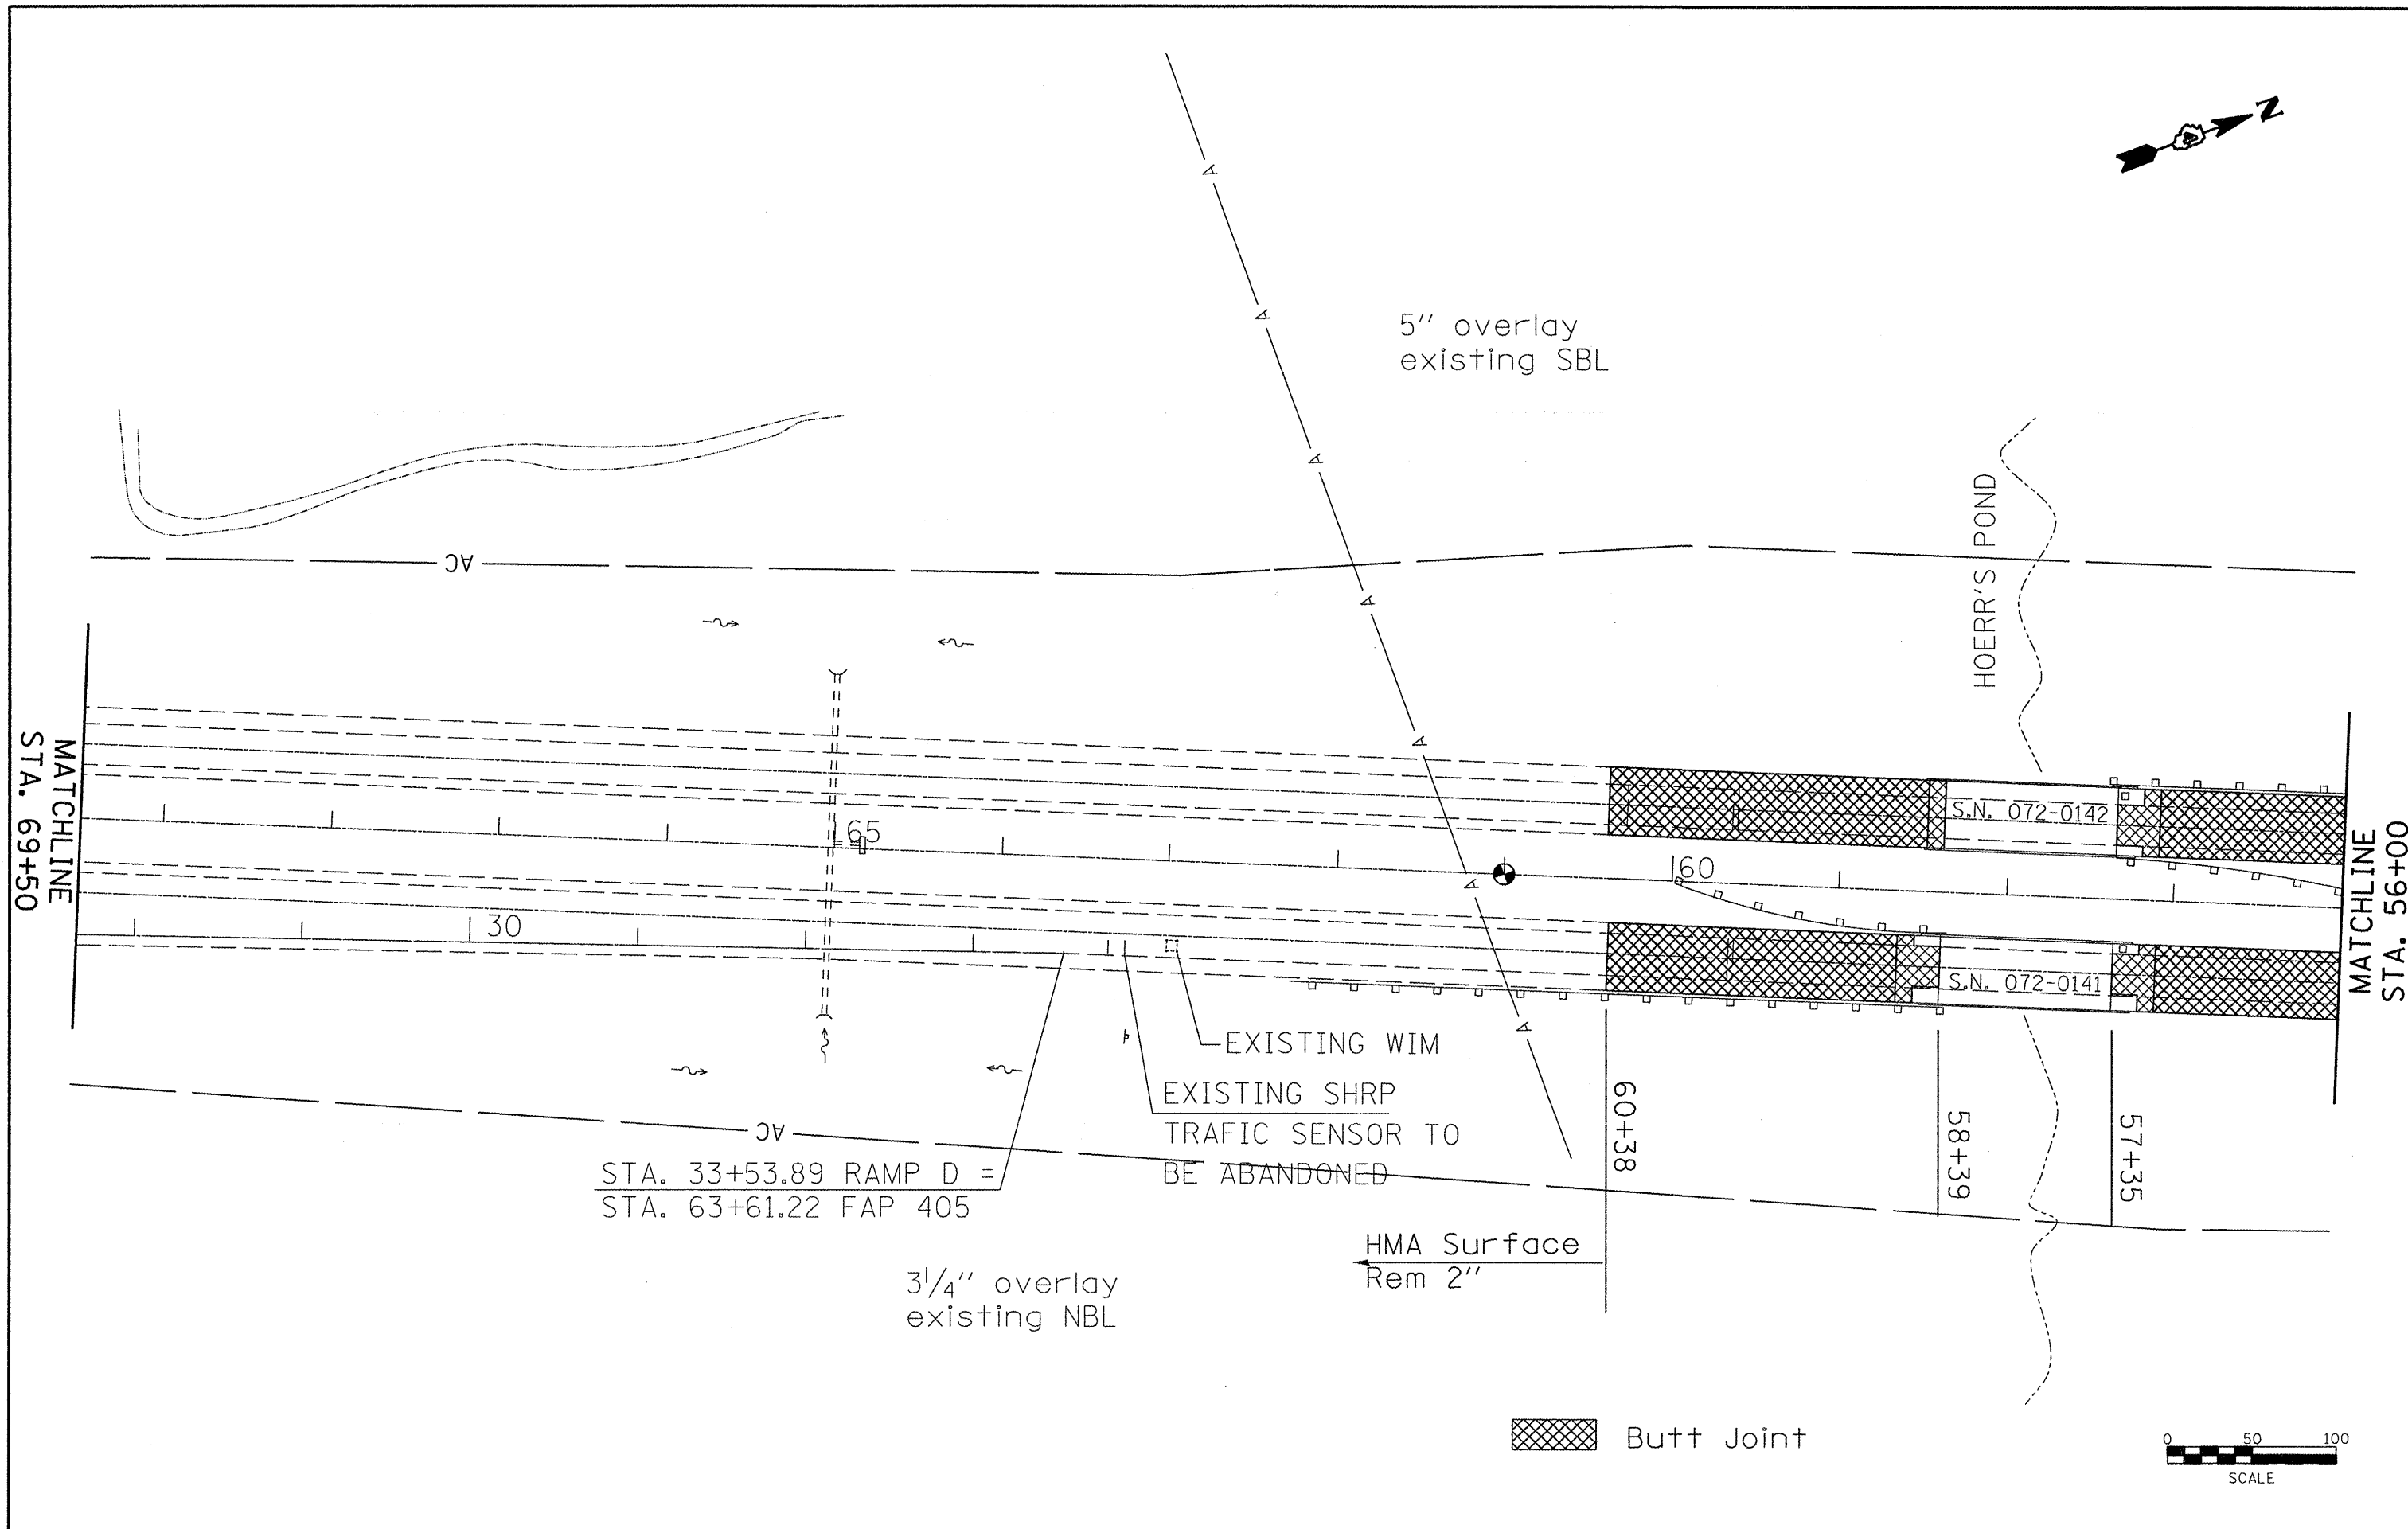 N
5" overlay
existing SBL
HOERR'S POND
AC
MATCHLINE
STA. 69+50
65
60
30
S.N. 072-0142
S.N. 072-0141
MATCHLINE
STA. 56+00
EXISTING WIM
EXISTING SHRP
TRAFIC SENSOR TO
BE ABANDONED
60+38
58+39
57+35
AC
STA. 33+53.89 RAMP D =
STA. 63+61.22 FAP 405
HMA Surface
Rem 2"
3 1/4" overlay
existing NBL
Butt Joint
0 50 100
SCALE